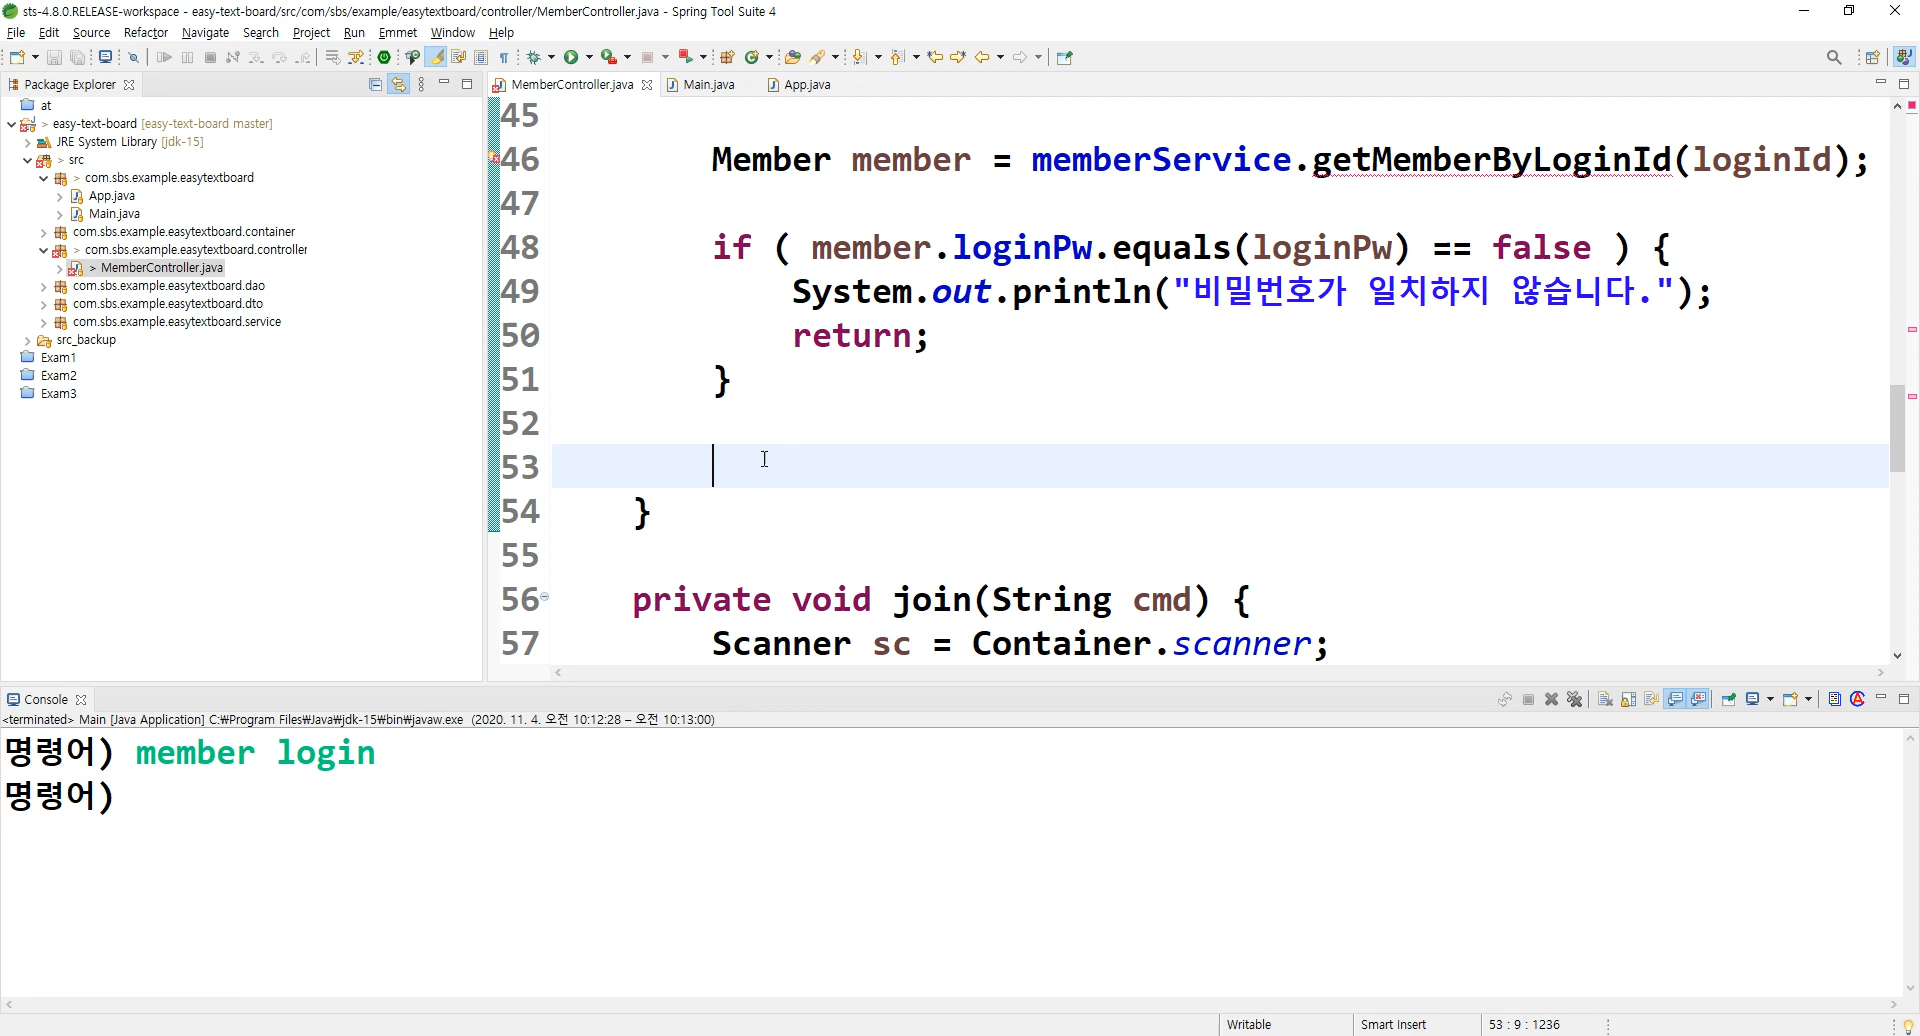 sts-4.8.0.RELEASE-workspace - easy-text-board/src/com/sbs/example/easytextboard/controller/MemberController.java - Spring Tool Suite 4
File Edit Source Refactor Navigate Search Project Run Emmet Window Help
Package Explorer
MemberController.java Main.java App.java
at
> easy-text-board [easy-text-board master]
JRE System Library [jdk-15]
> src
> com.sbs.example.easytextboard
App.java
Main.java
com.sbs.example.easytextboard.container
> com.sbs.example.easytextboard.controller
> MemberController.java
com.sbs.example.easytextboard.dao
com.sbs.example.easytextboard.dto
com.sbs.example.easytextboard.service
src_backup
Exam1
Exam2
Exam3
45
46 Member member = memberService.getMemberByLoginId(loginId);
47
48 if ( member.loginPw.equals(loginPw) == false ) {
49 System.out.println("비밀번호가 일치하지 않습니다.");
50 return;
51 }
52
53
54 }
55
56 private void join(String cmd) {
57 Scanner sc = Container.scanner;
Console
<terminated> Main [Java Application] C:₩Program Files₩Java₩jdk-15₩bin₩javaw.exe (2020. 11. 4. 오전 10:12:28 – 오전 10:13:00)
명령어) member login
명령어)
Writable Smart Insert 53 : 9 : 1236